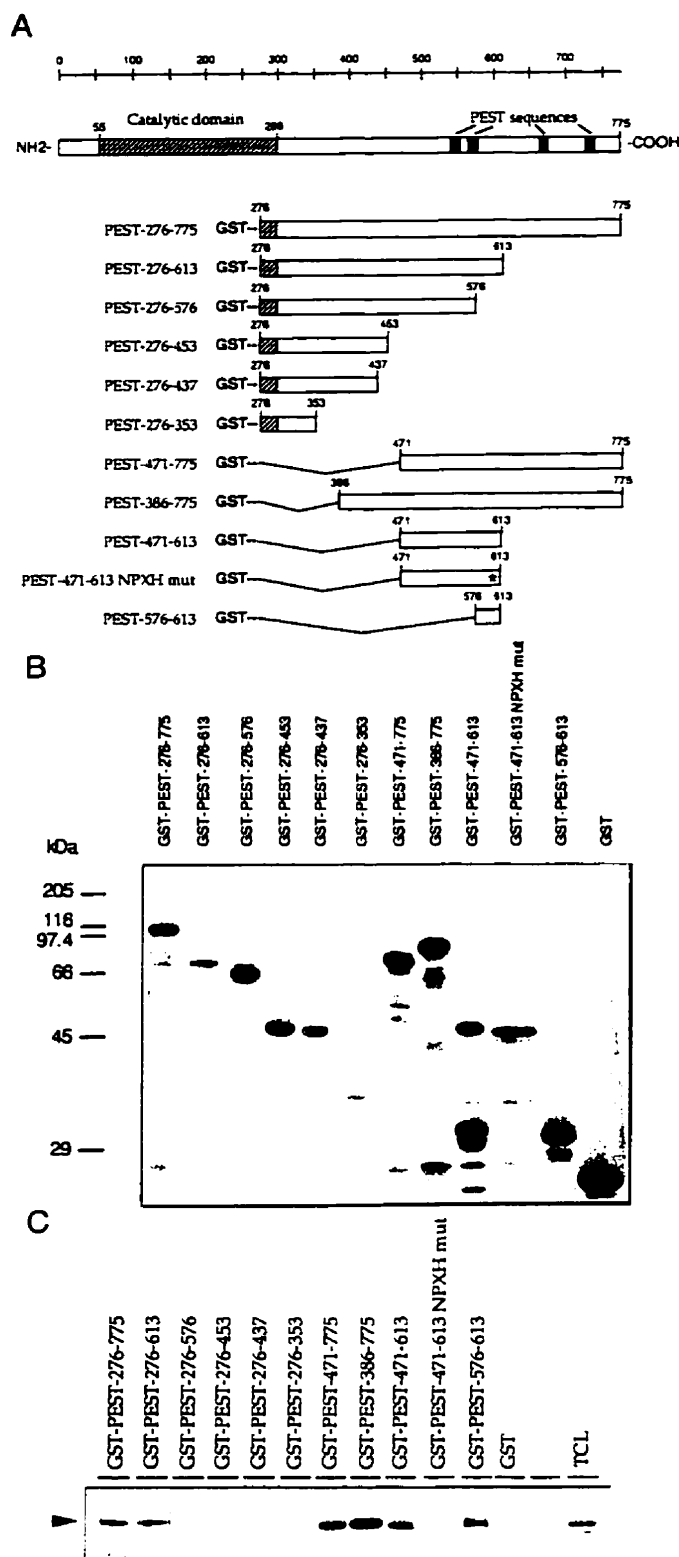 A
0 100 200 300 400 500 600 700
Catalytic domain PEST sequences
55 775
NH2- -COOH
276 775
PEST-276-775 GST
276 613
PEST-276-613 GST
276 576
PEST-276-576 GST
276 453
PEST-276-453 GST
276 437
PEST-276-437 GST
276 353
PEST-276-353 GST
471 775
PEST-471-775 GST
386 775
PEST-386-775 GST
471 613
PEST-471-613 GST
471 613
PEST-471-613 NPXH mut GST *
576 613
PEST-576-613 GST
B
GST-PEST-276-775
GST-PEST-276-613
GST-PEST-276-576
GST-PEST-276-453
GST-PEST-276-437
GST-PEST-276-353
GST-PEST-471-775
GST-PEST-386-775
GST-PEST-471-613
GST-PEST-471-613 NPXH mut
GST-PEST-576-613
GST
kDa
205
116
97.4
66
45
29
C
GST-PEST-276-775
GST-PEST-276-613
GST-PEST-276-576
GST-PEST-276-453
GST-PEST-276-437
GST-PEST-276-353
GST-PEST-471-775
GST-PEST-386-775
GST-PEST-471-613
GST-PEST-471-613 NPXH mut
GST-PEST-576-613
GST
TCL